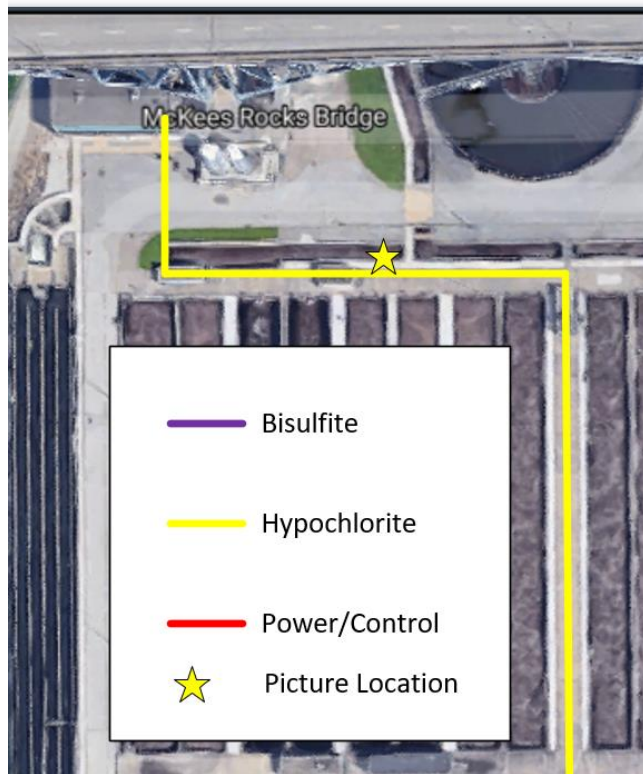 McKees Rocks Bridge
Bisulfite
Hypochlorite
Power/Control
Picture Location